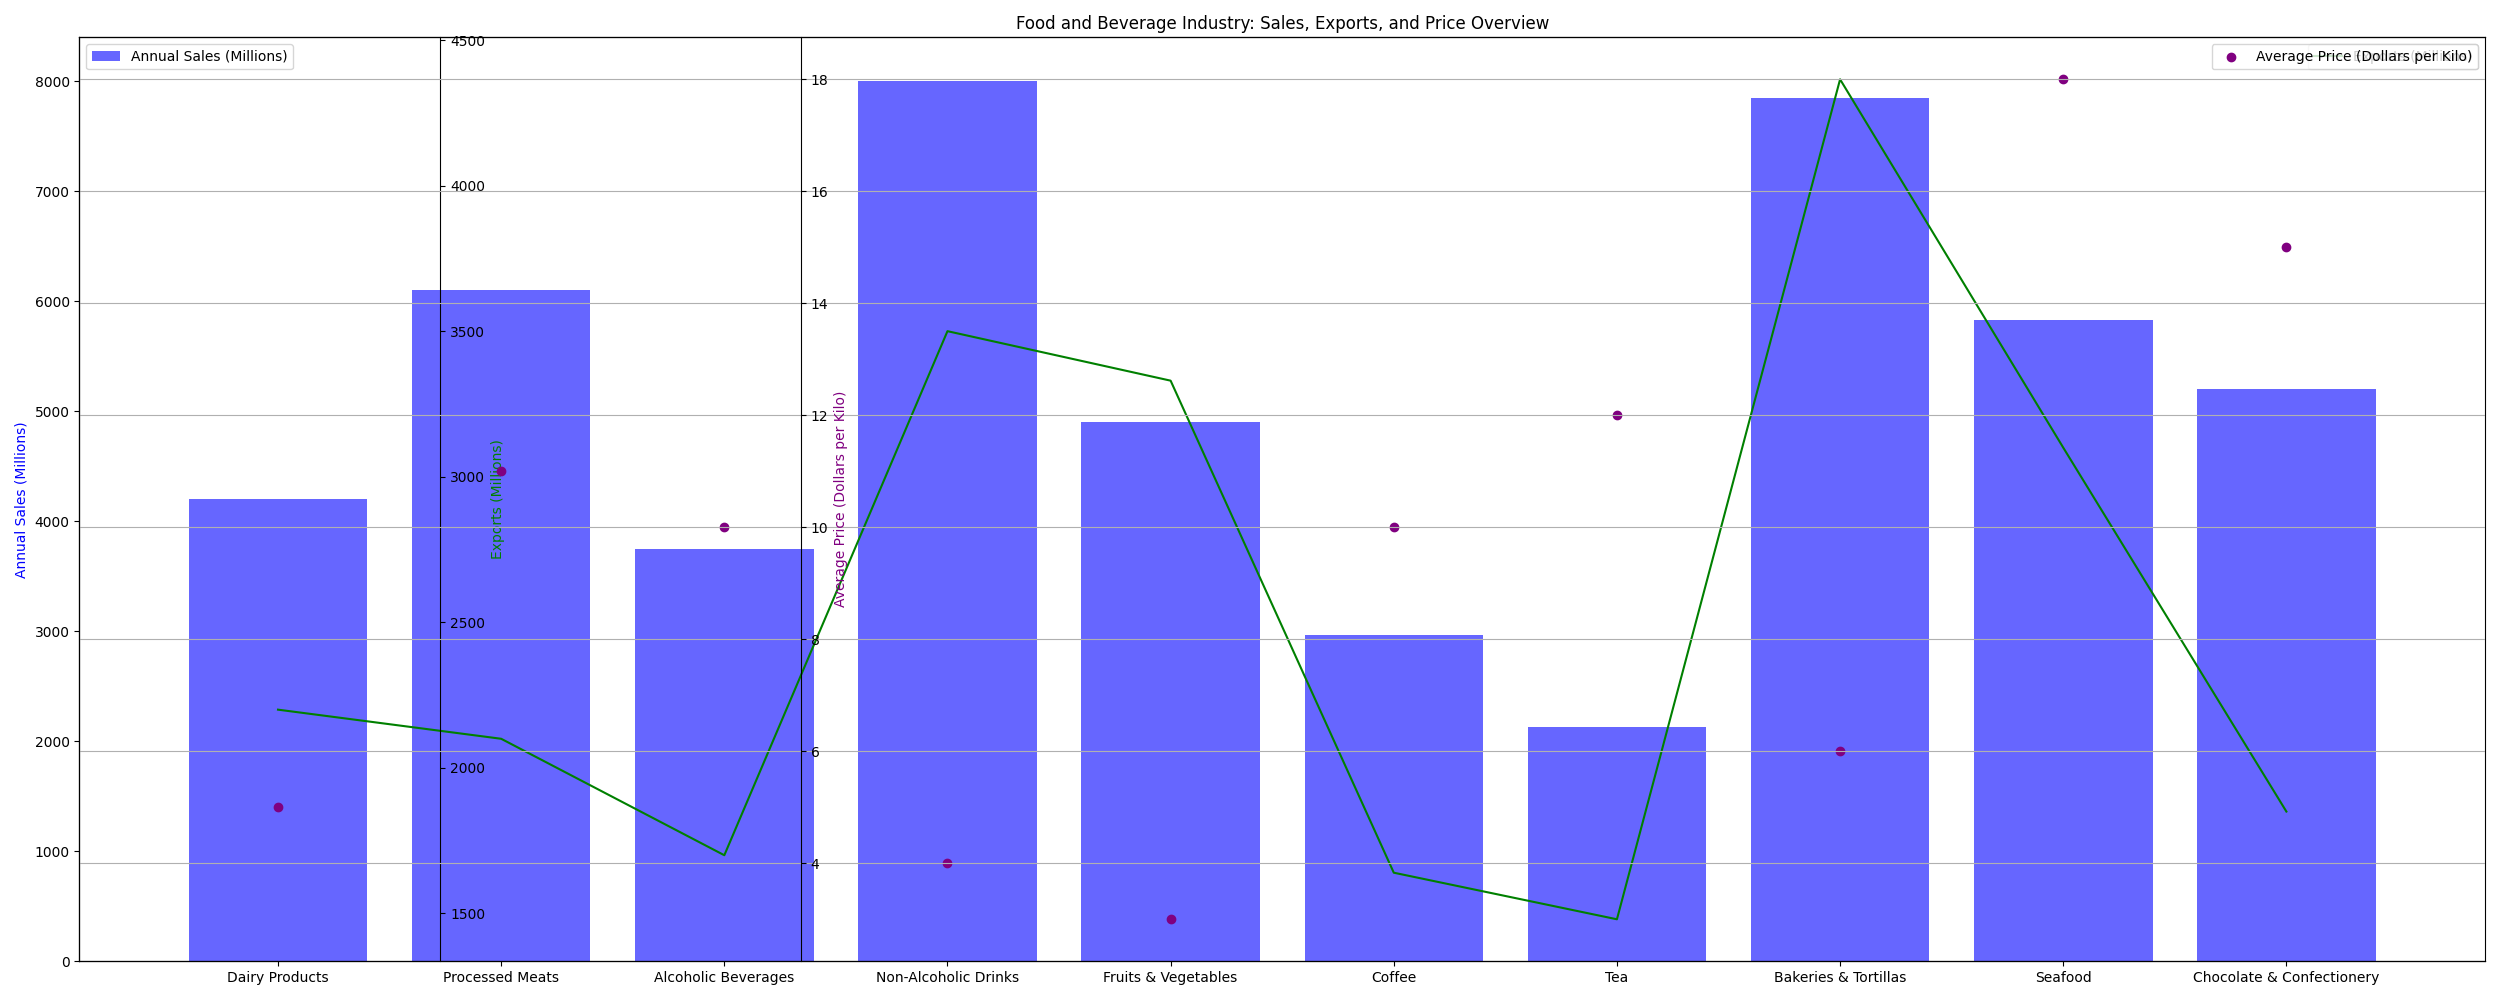 Food and Beverage Industry: Sales, Exports, and Price Overview
Annual Sales (Millions)
Average Price (Dollars per Kilo)
Annual Sales (Millions)
8000
7000
6000
5000
4000
3000
2000
1000
0
Exports (Millions)
4500
4000
3500
3000
2500
2000
1500
Average Price (Dollars per Kilo)
18
16
14
12
10
8
6
4
Dairy Products
Processed Meats
Alcoholic Beverages
Non-Alcoholic Drinks
Fruits & Vegetables
Coffee
Tea
Bakeries & Tortillas
Seafood
Chocolate & Confectionery